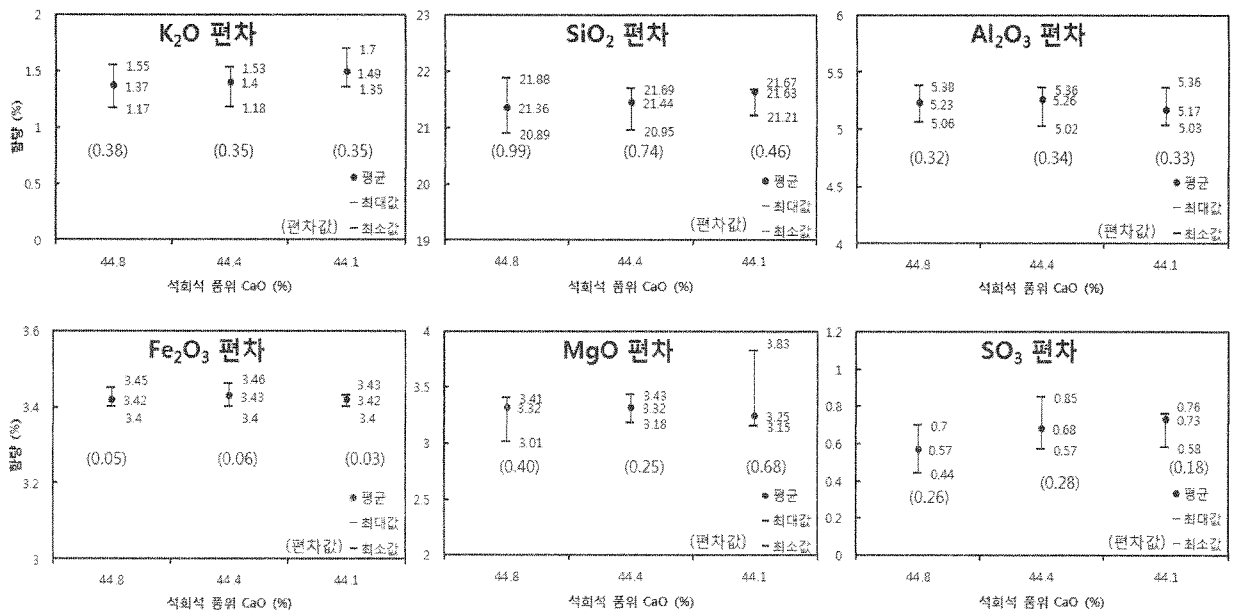 K₂O 편차
2
1.5
1
0.5
0
함량 (%)
1.55
1.37
1.17
(0.38)
1.53
1.4
1.18
(0.35)
1.7
1.49
1.35
(0.35)
평균
최대값
(편차값) 최소값
44.8 44.4 44.1
석회석 품위 CaO (%)
SiO₂ 편차
23
22
21
20
19
21.88
21.36
20.89
(0.99)
21.69
21.44
20.95
(0.74)
21.67
21.63
21.21
(0.46)
평균
최대값
(편차값) 최소값
44.8 44.4 44.1
석회석 품위 CaO (%)
Al₂O₃ 편차
6
5.5
5
4.5
4
5.38
5.23
5.06
(0.32)
5.36
5.26
5.02
(0.34)
5.36
5.17
5.03
(0.33)
평균
최대값
(편차값) 최소값
44.8 44.4 44.1
석회석 품위 CaO (%)
Fe₂O₃ 편차
3.6
3.4
3.2
3
함량 (%)
3.45
3.42
3.4
(0.05)
3.46
3.43
3.4
(0.06)
3.43
3.42
3.4
(0.03)
평균
최대값
(편차값) 최소값
44.8 44.4 44.1
석회석 품위 CaO (%)
MgO 편차
4
3.5
3
2.5
2
3.41
3.32
3.01
(0.40)
3.43
3.32
3.18
(0.25)
3.83
3.25
3.15
(0.68)
평균
최대값
(편차값) 최소값
44.8 44.4 44.1
석회석 품위 CaO (%)
SO₃ 편차
1.2
1
0.8
0.6
0.4
0.2
0
0.7
0.57
0.44
(0.26)
0.85
0.68
0.57
(0.28)
0.76
0.73
0.58
(0.18)
평균
최대값
(편차값) 최소값
44.8 44.4 44.1
석회석 품위 CaO (%)